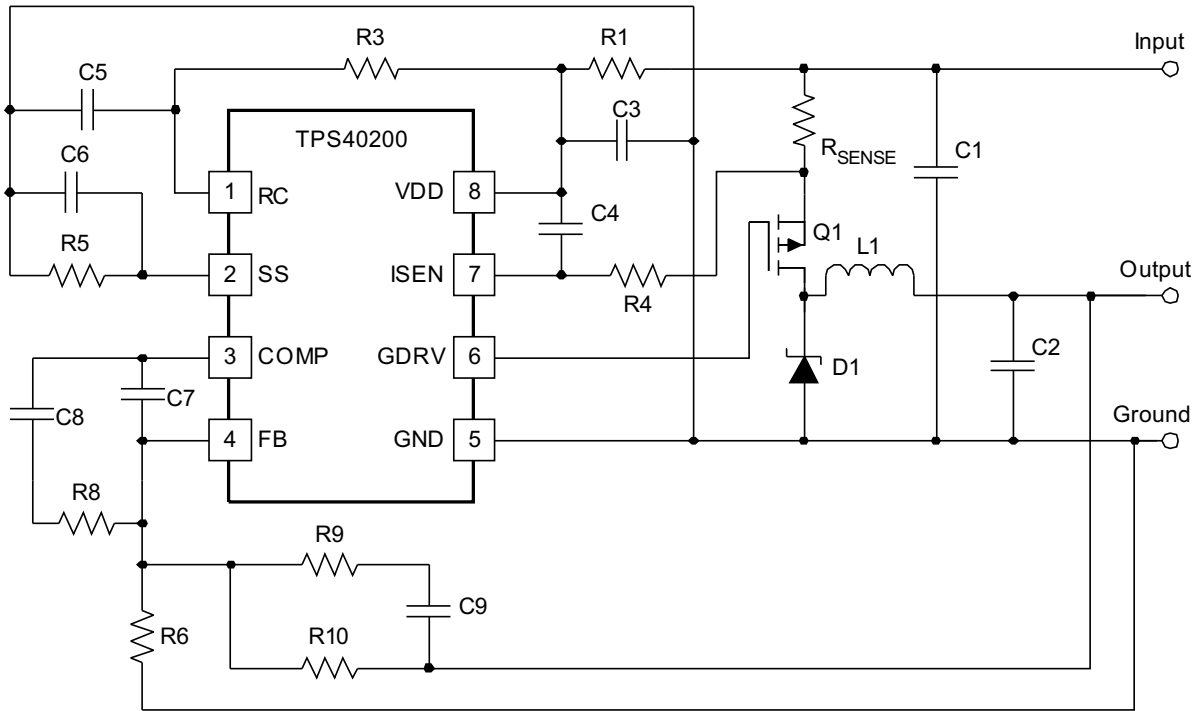 R3
R1
Input
C5
C3
TPS40200
C6
R_SENSE
C1
1 RC
VDD 8
C4
R5
Q1
L1
2 SS
ISEN 7
Output
R4
3 COMP
GDRV 6
C2
C7
D1
C8
Ground
4 FB
GND 5
R8
R9
C9
R6
R10